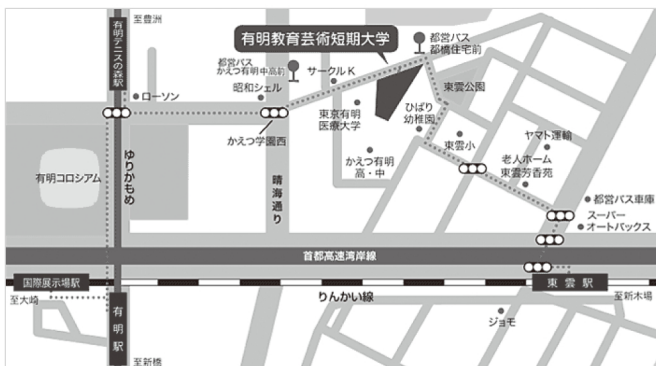 至豊洲
有明テニスの森駅
有明教育芸術短期大学
都営バス
都橋住宅前
都営バス
かえつ有明中高前
サークルK
ローソン
昭和シェル
東雲公園
東京有明
医療大学
ひばり
幼稚園
かえつ学園西
東雲小
ヤマト運輸
かえつ有明
高・中
老人ホーム
東雲芳香苑
ゆりかもめ
有明コロシアム
晴海通り
都営バス車庫
スーパー
オートバックス
首都高速湾岸線
国際展示場駅
りんかい線
東雲駅
至大崎
至新木場
有明駅
ジョモ
至新橋